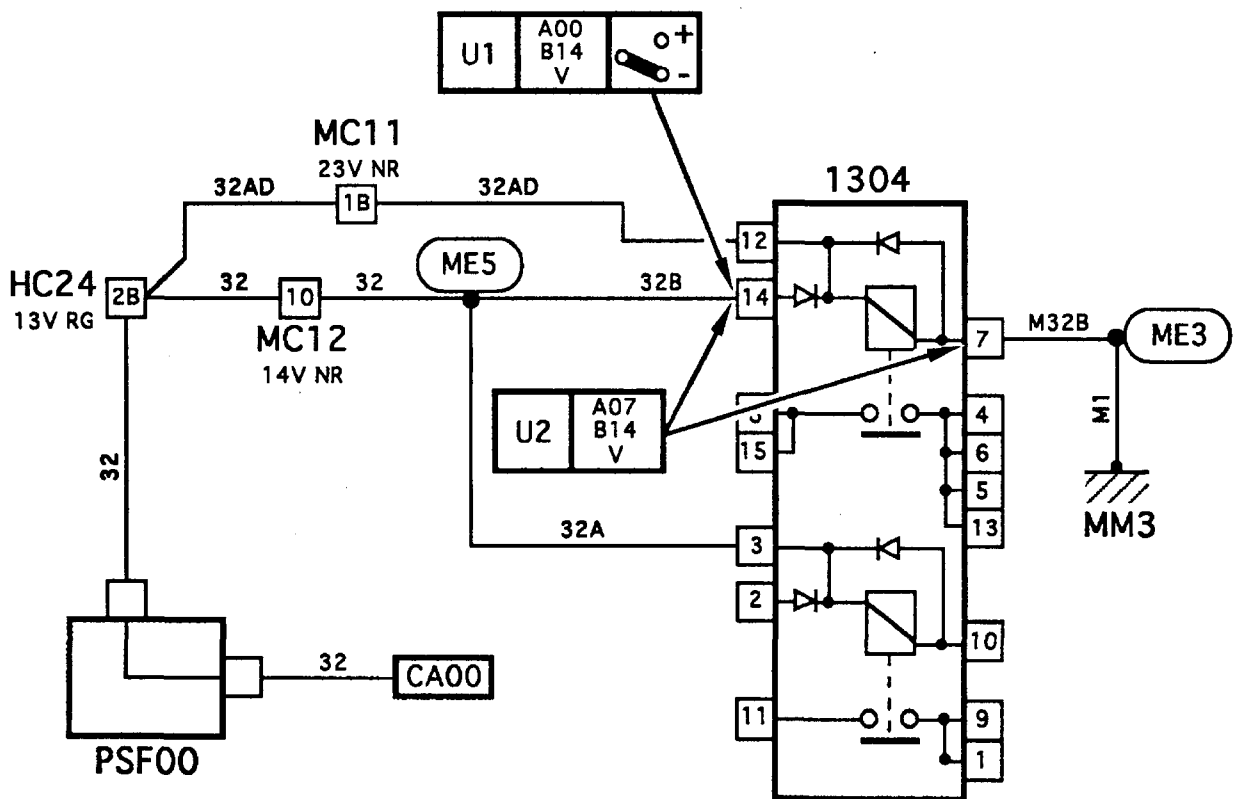 U1
A00
B14
V
+
-
MC11
23V NR
32AD
1B
32AD
1304
12
HC24
13V RG
2B
32
10
32
ME5
32B
14
MC12
14V NR
7
M32B
ME3
U2
A07
B14
V
15
4
6
5
13
M1
MM3
32
32A
3
2
10
32
CA00
11
9
1
PSF00